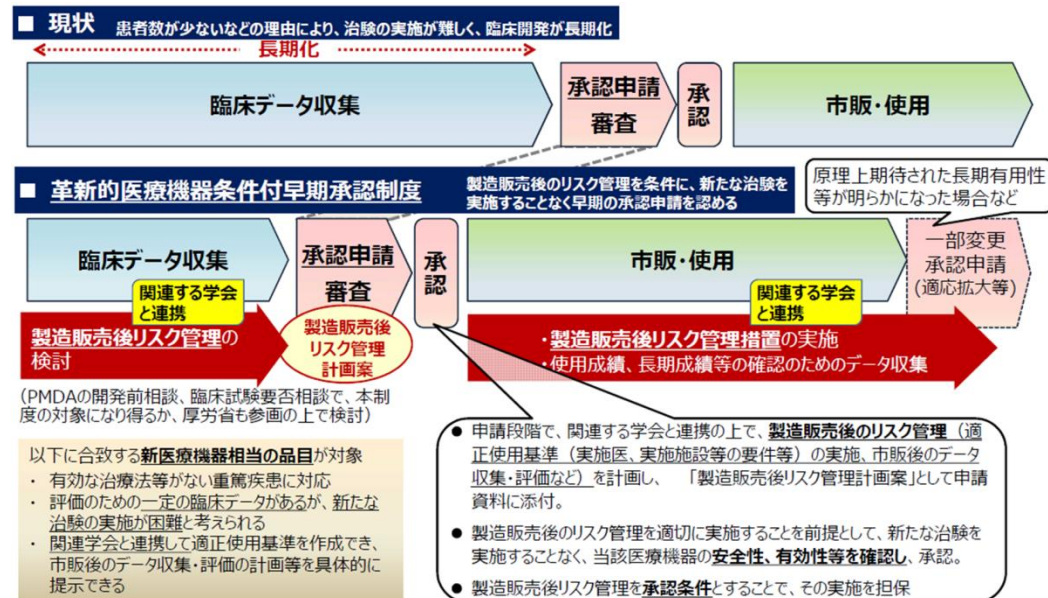 ■ 現状 患者数が少ないなどの理由により、治験の実施が難しく、臨床開発が長期化
長期化
臨床データ収集
承認申請
審査
承認
市販・使用
■ 革新的医療機器条件付早期承認制度
製造販売後のリスク管理を条件に、新たな治験を
実施することなく早期の承認申請を認める
原理上期待された長期有用性
等が明らかになった場合など
臨床データ収集
承認申請
審査
承認
市販・使用
一部変更
承認申請
(適応拡大等)
関連する学会
と連携
関連する学会
と連携
製造販売後リスク管理の
検討
製造販売後
リスク管理
計画案
・製造販売後リスク管理措置の実施
・使用成績、長期成績等の確認のためのデータ収集
(PMDAの開発前相談、臨床試験要否相談で、本制
度の対象になり得るか、厚労省も参画の上で検討)
以下に合致する新医療機器相当の品目が対象
・ 有効な治療法等がない重篤疾患に対応
・ 評価のための一定の臨床データがあるが、新たな
治験の実施が困難と考えられる
・ 関連学会と連携して適正使用基準を作成でき、
市販後のデータ収集・評価の計画等を具体的に
提示できる
● 申請段階で、関連する学会と連携の上で、製造販売後のリスク管理(適
正使用基準(実施医、実施施設等の要件等)の実施、市販後のデータ
収集・評価など)を計画し、 「製造販売後リスク管理計画案」として申請
資料に添付。
● 製造販売後のリスク管理を適切に実施することを前提として、新たな治験を
実施することなく、当該医療機器の安全性、有効性等を確認し、承認。
● 製造販売後リスク管理を承認条件とすることで、その実施を担保